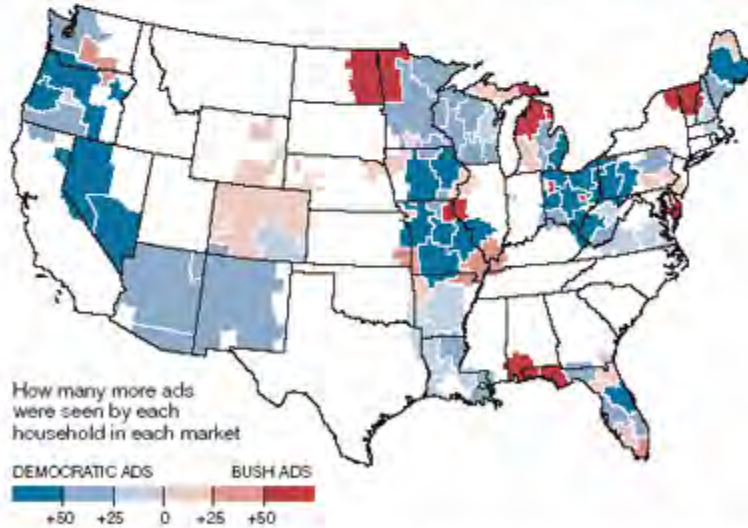 How many more ads
were seen by each
household in each market
DEMOCRATIC ADS BUSH ADS
+50 +25 0 +25 +50